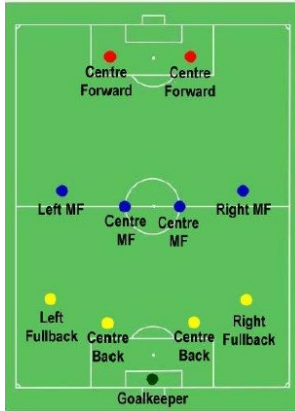 Centre
Forward
Centre
Forward
Left MF
Centre
MF
Centre
MF
Right MF
Left
Fullback
Centre
Back
Centre
Back
Right
Fullback
Goalkeeper